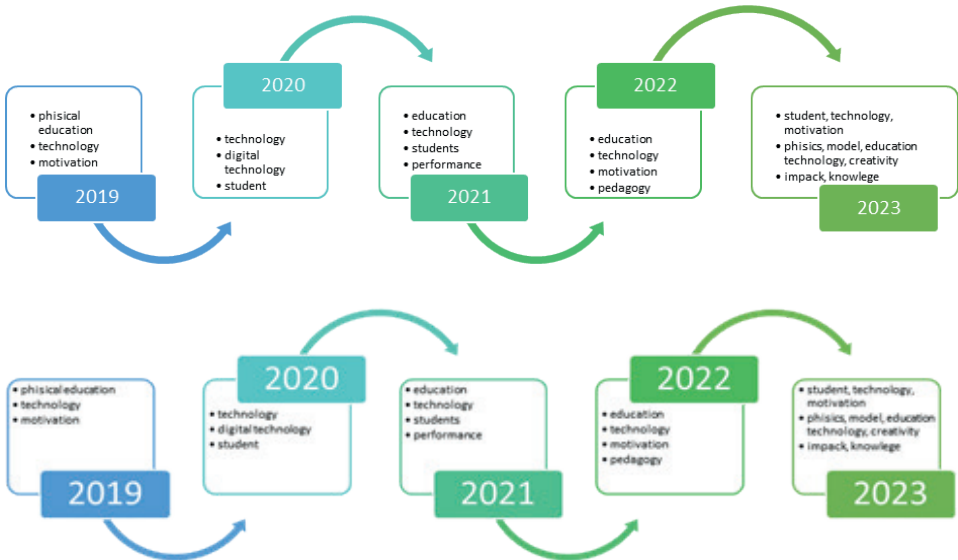 2020
2022
• phisical
education
• technology
• motivation
2019
• technology
• digital
technology
• student
• education
• technology
• students
• performance
2021
• education
• technology
• motivation
• pedagogy
• student, technology,
motivation
• phisics, model, education
technology, creativity
• impack, knowlege
2023
2020
2022
• phisical education
• technology
• motivation
2019
• technology
• digital technology
• student
• education
• technology
• students
• performance
2021
• education
• technology
• motivation
• pedagogy
• student, technology,
motivation
• phisics, model, education
technology, creativity
• impack, knowlege
2023